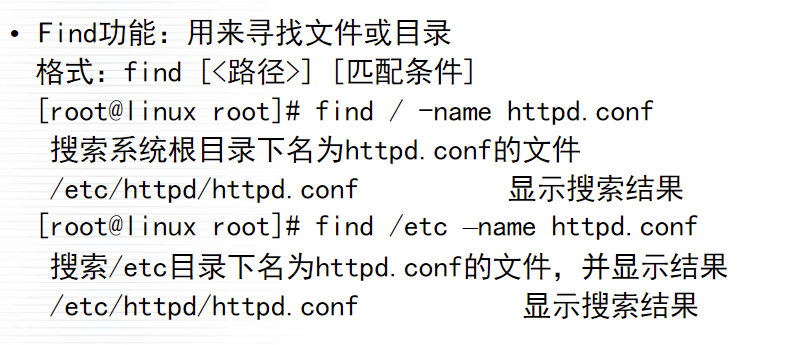 • Find功能：用来寻找文件或目录
格式：find [<路径>] [匹配条件]
[root@linux root]# find / -name httpd.conf
搜索系统根目录下名为httpd.conf的文件
/etc/httpd/httpd.conf 显示搜索结果
[root@linux root]# find /etc –name httpd.conf
搜索/etc目录下名为httpd.conf的文件，并显示结果
/etc/httpd/httpd.conf 显示搜索结果